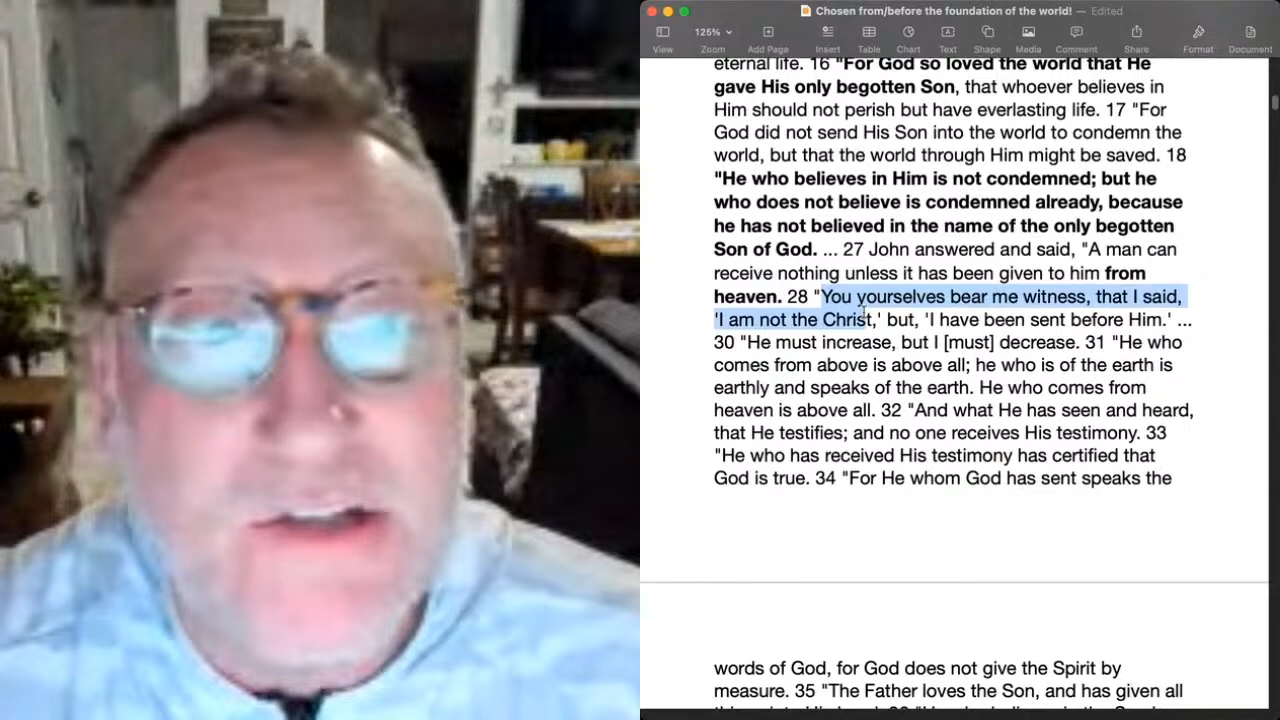 Chosen from/before the foundation of the world! — Edited
125%
View Zoom Add Page Insert Table Chart Text Shape Media Comment Share Format Document
eternal life. 16 "For God so loved the world that He
gave His only begotten Son, that whoever believes in
Him should not perish but have everlasting life. 17 "For
God did not send His Son into the world to condemn the
world, but that the world through Him might be saved. 18
"He who believes in Him is not condemned; but he
who does not believe is condemned already, because
he has not believed in the name of the only begotten
Son of God. ... 27 John answered and said, "A man can
receive nothing unless it has been given to him from
heaven. 28 "You yourselves bear me witness, that I said,
'I am not the Christ,' but, 'I have been sent before Him.' ...
30 "He must increase, but I [must] decrease. 31 "He who
comes from above is above all; he who is of the earth is
earthly and speaks of the earth. He who comes from
heaven is above all. 32 "And what He has seen and heard,
that He testifies; and no one receives His testimony. 33
"He who has received His testimony has certified that
God is true. 34 "For He whom God has sent speaks the
words of God, for God does not give the Spirit by
measure. 35 "The Father loves the Son, and has given all